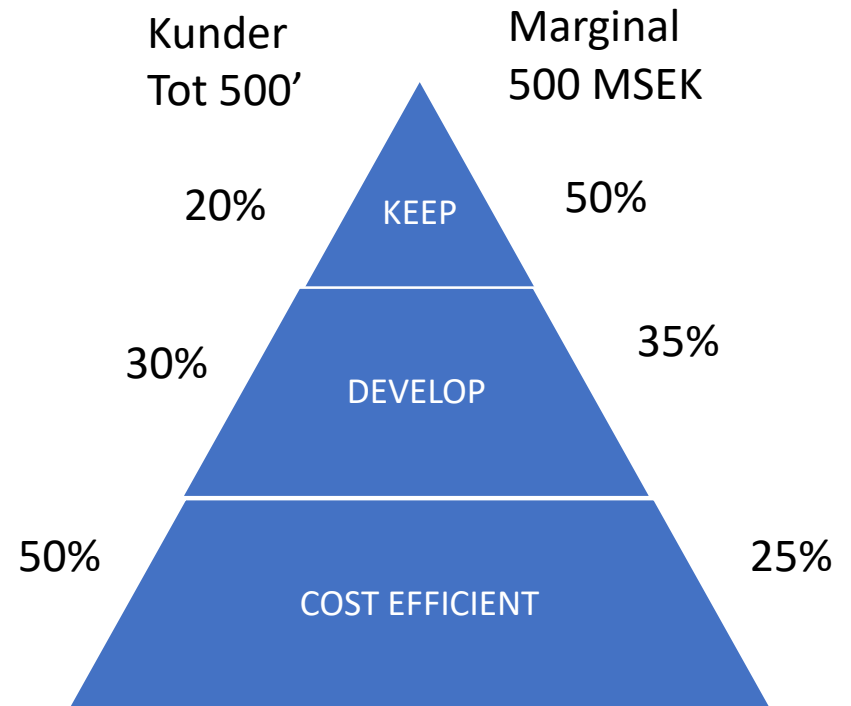 Kunder
Tot 500’
Marginal
500 MSEK
20%
KEEP
50%
30%
DEVELOP
35%
50%
COST EFFICIENT
25%